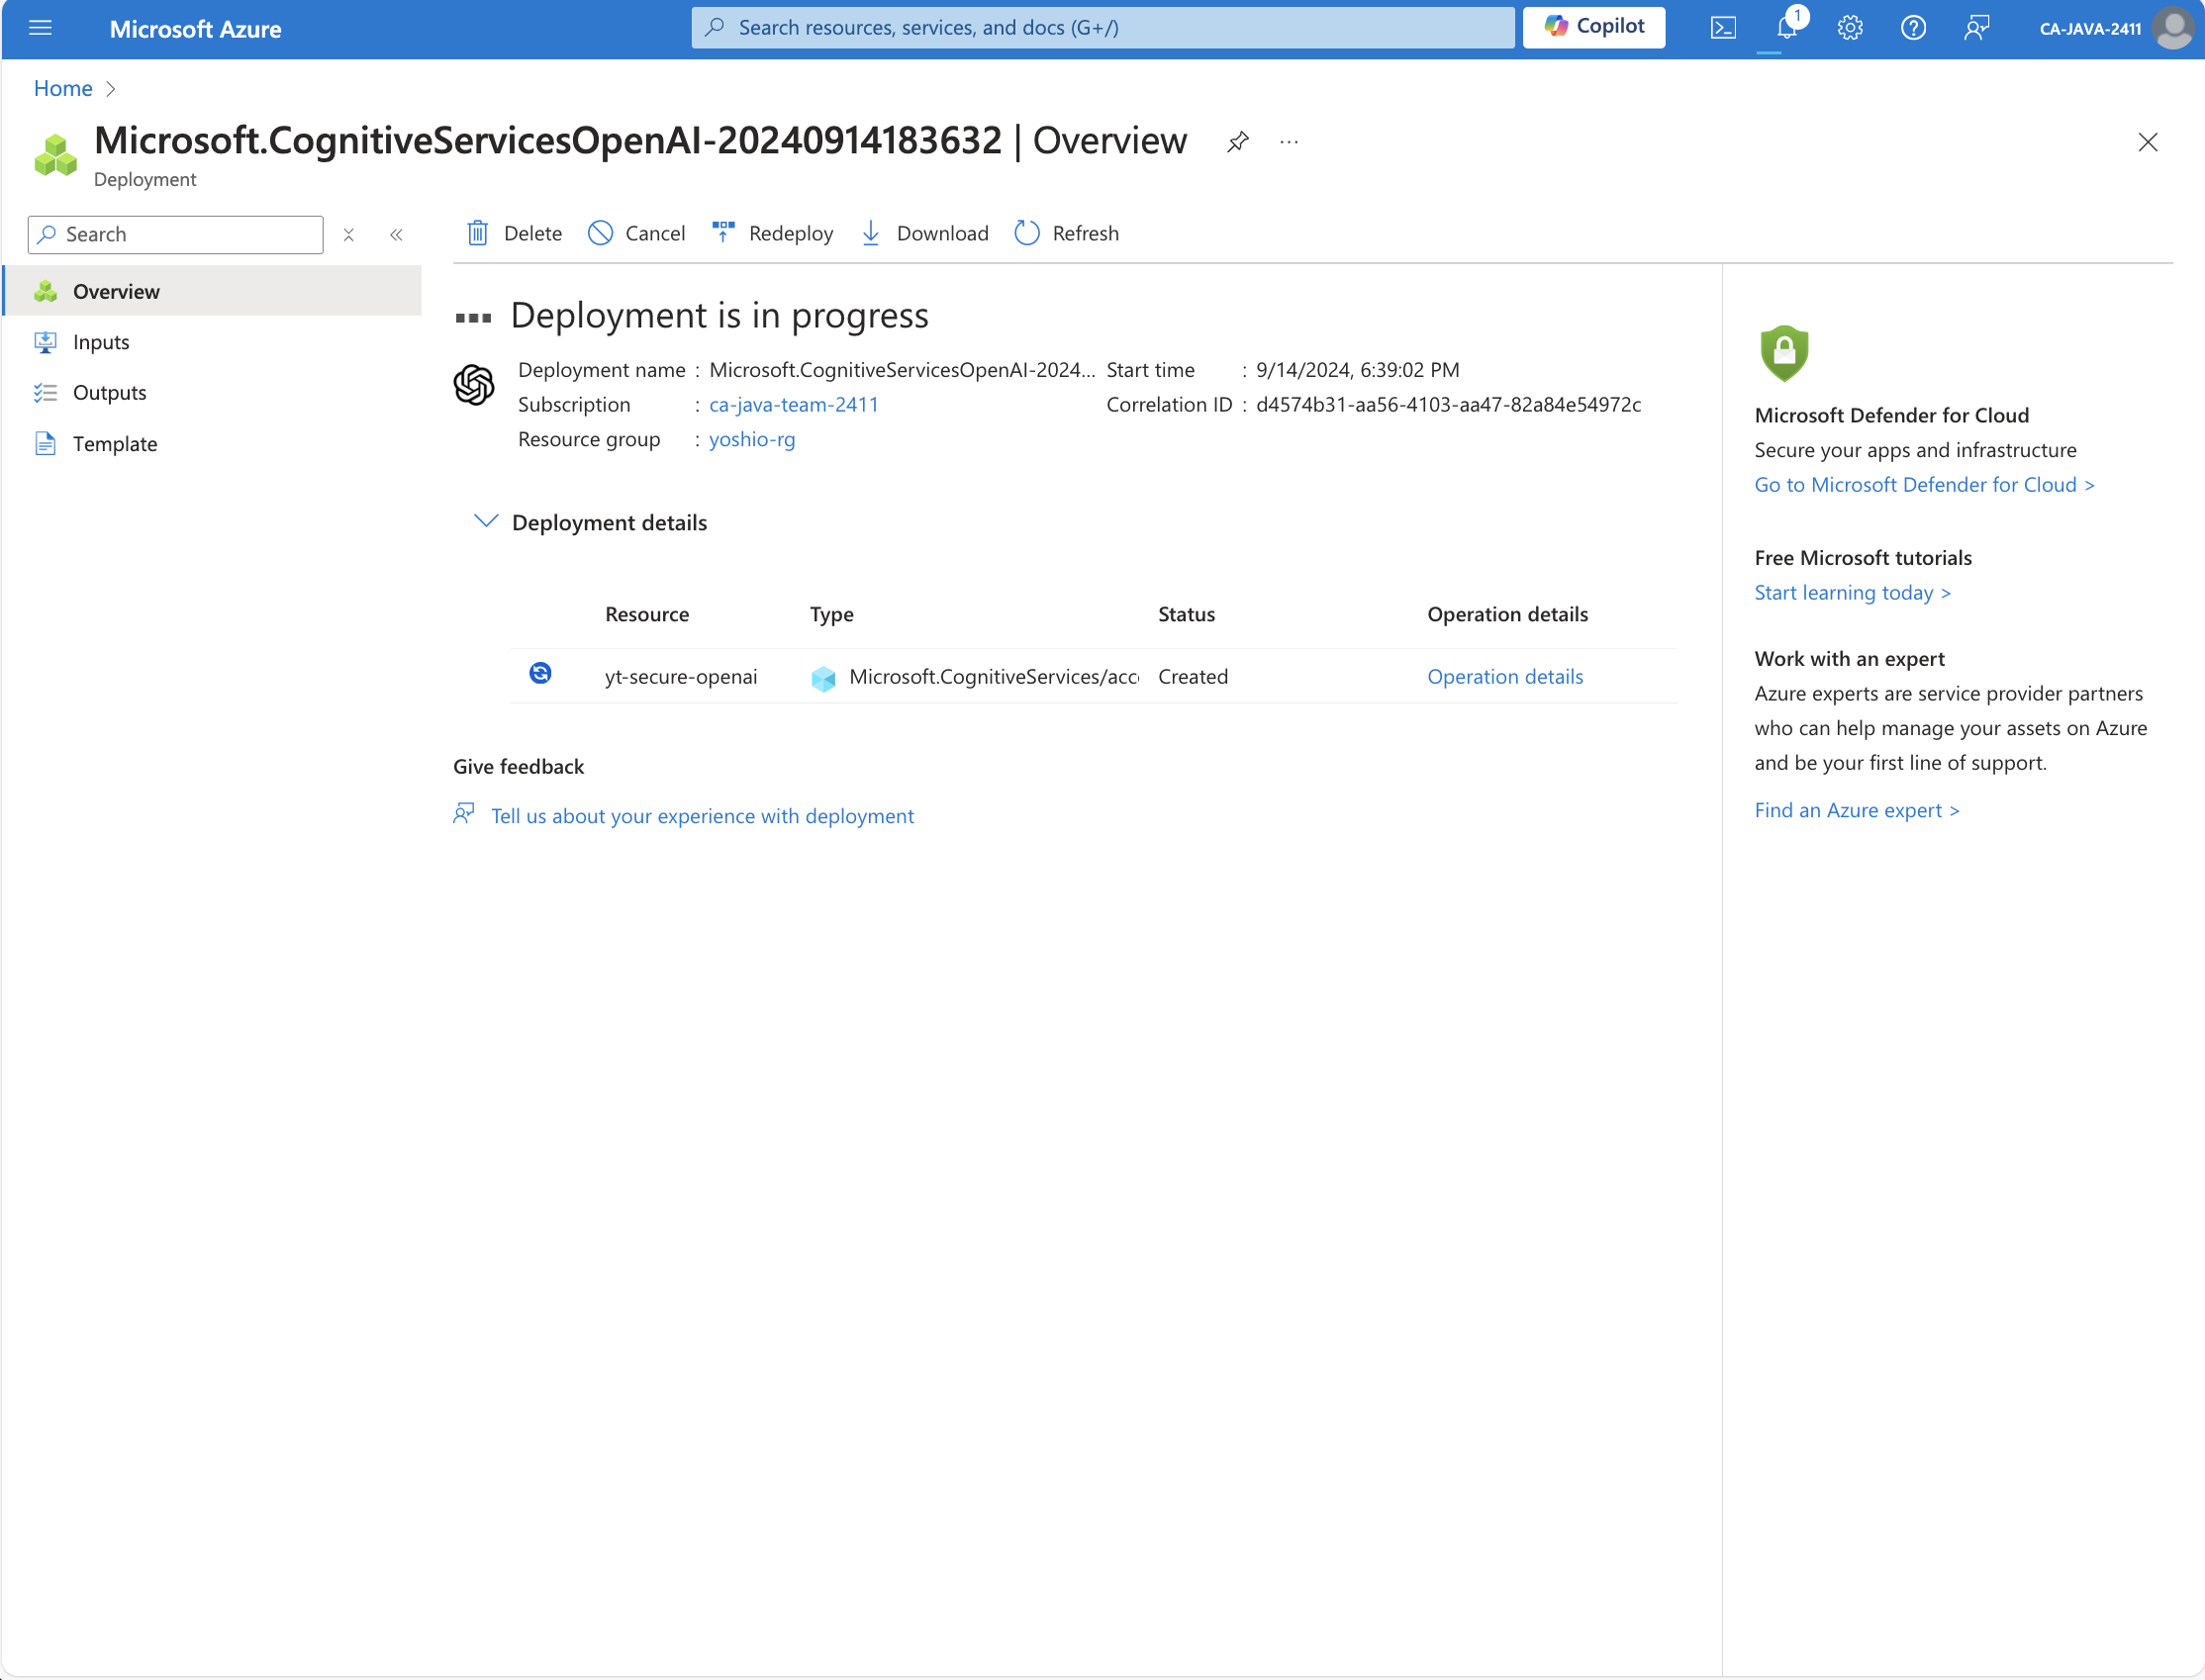 Microsoft Azure
Search resources, services, and docs (G+/)
Copilot
1
CA-JAVA-2411
Home
Microsoft.CognitiveServicesOpenAI-20240914183632 | Overview
Deployment
Search
Delete
Cancel
Redeploy
Download
Refresh
Overview
Inputs
Outputs
Template
Deployment is in progress
Deployment name : Microsoft.CognitiveServicesOpenAI-2024... Start time : 9/14/2024, 6:39:02 PM
Subscription : ca-java-team-2411 Correlation ID : d4574b31-aa56-4103-aa47-82a84e54972c
Resource group : yoshio-rg
Deployment details
Resource Type Status Operation details
yt-secure-openai Microsoft.CognitiveServices/acc Created Operation details
Give feedback
Tell us about your experience with deployment
Microsoft Defender for Cloud
Secure your apps and infrastructure
Go to Microsoft Defender for Cloud >
Free Microsoft tutorials
Start learning today >
Work with an expert
Azure experts are service provider partners
who can help manage your assets on Azure
and be your first line of support.
Find an Azure expert >